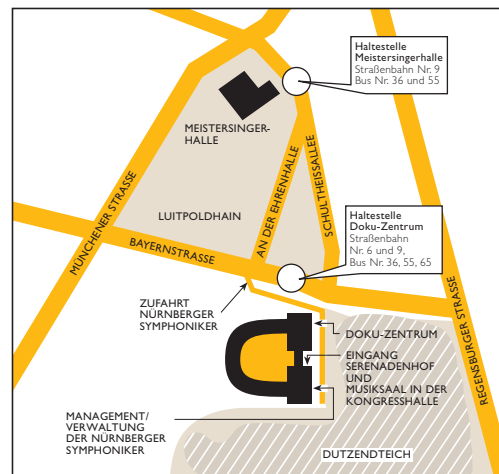 Haltestelle
Meistersingerhalle
Straßenbahn Nr. 9
Bus Nr. 36 und 55
MEISTERSINGER-
HALLE
MÜNCHENER STRASSE
AN DER EHRENHALLE
SCHULTHEISSALLEE
LUITPOLDHAIN
BAYERNSTRASSE
Haltestelle
Doku-Zentrum
Straßenbahn
Nr. 6 und 9,
Bus Nr. 36, 55, 65
REGENSBURGER STRASSE
ZUFAHRT
NÜRNBERGER
SYMPHONIKER
DOKU-ZENTRUM
EINGANG
SERENADENHOF
UND
MUSIKSAAL IN DER
KONGRESSHALLE
MANAGEMENT/
VERWALTUNG
DER NÜRNBERGER
SYMPHONIKER
DUTZENDTEICH